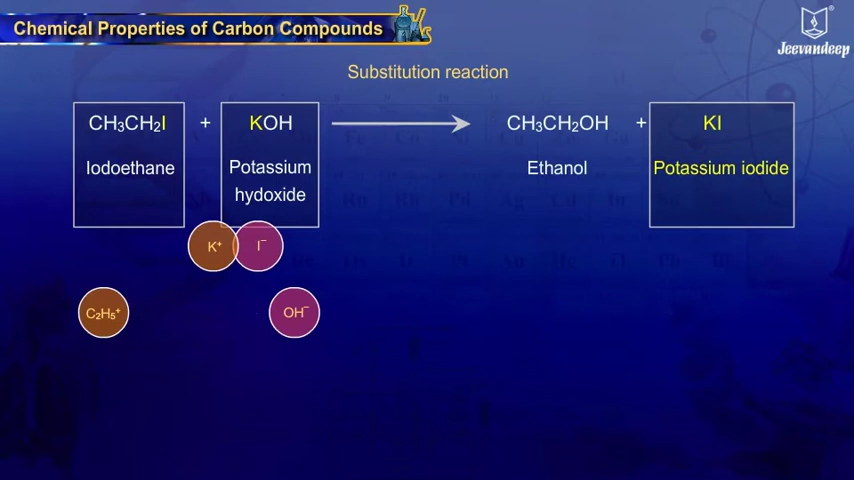 Chemical Properties of Carbon Compounds
Jeevandeep
Substitution reaction
CH₃CH₂I + KOH CH₃CH₂OH + KI
Iodoethane Potassium hydoxide Ethanol Potassium iodide
K⁺ I⁻
C₂H₅⁺ OH⁻